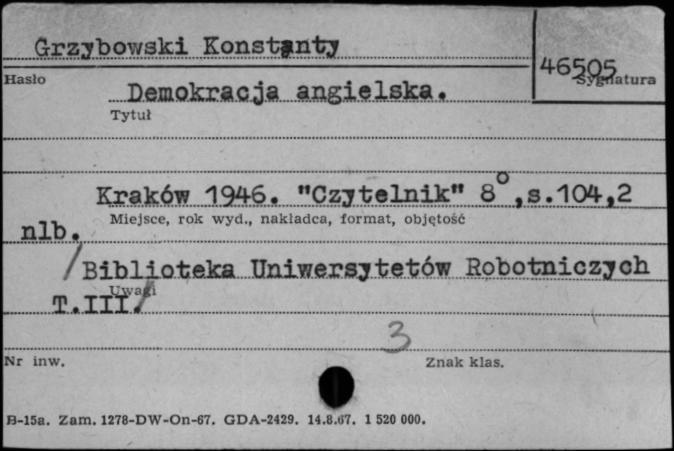 Grzybowski Konstanty
46505
Hasło
Sygnatura
Demokracja angielska.
Tytuł
Kraków 1946. "Czytelnik" 8°,s.104,2
Miejsce, rok wyd., nakładca, format, objętość
nlb.
/Biblioteka Uniwersytetów Robotniczych
Uwagi
T.III./
3
Nr inw.
Znak klas.
B-15a. Zam. 1278-DW-On-67. GDA-2429. 14.8.67. 1 520 000.